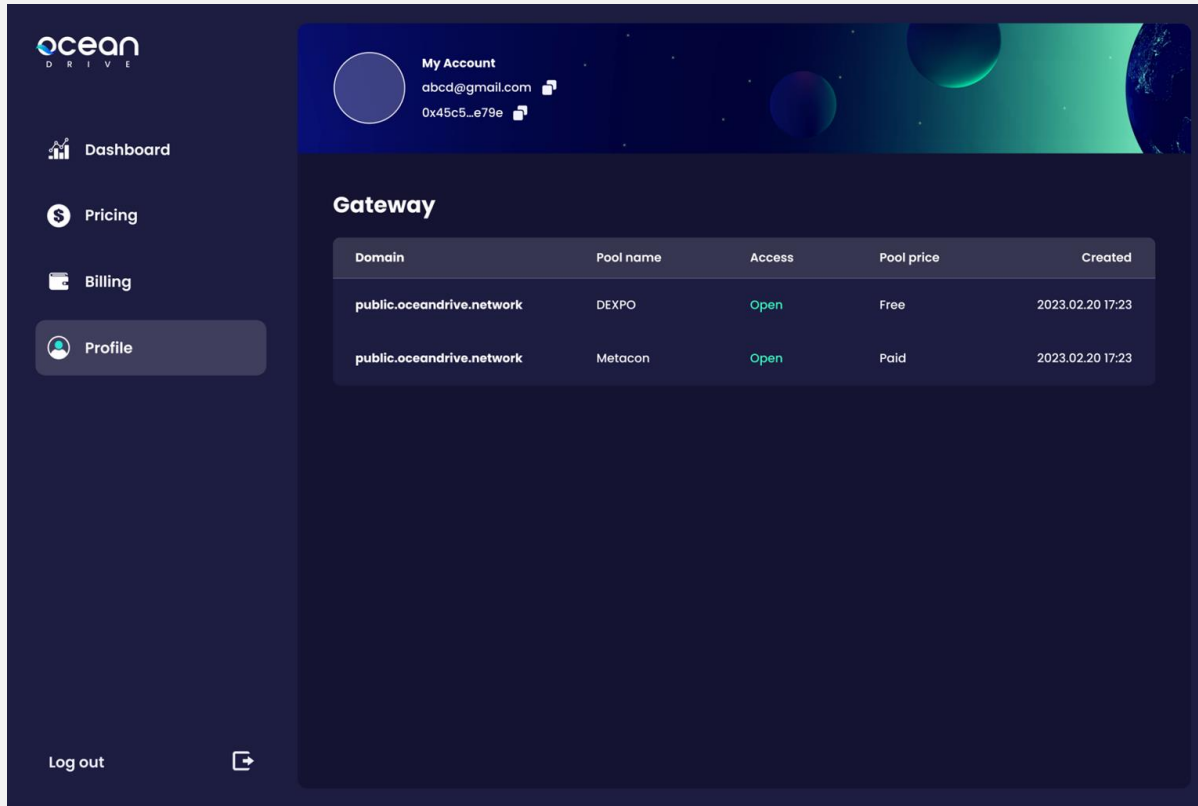 ocean
DRIVE
Dashboard
Pricing
Billing
Profile
Log out
My Account
abcd@gmail.com
0x45c5...e79e
Gateway
Domain Pool name Access Pool price Created
public.oceandrive.network DEXPO Open Free 2023.02.20 17:23
public.oceandrive.network Metacon Open Paid 2023.02.20 17:23